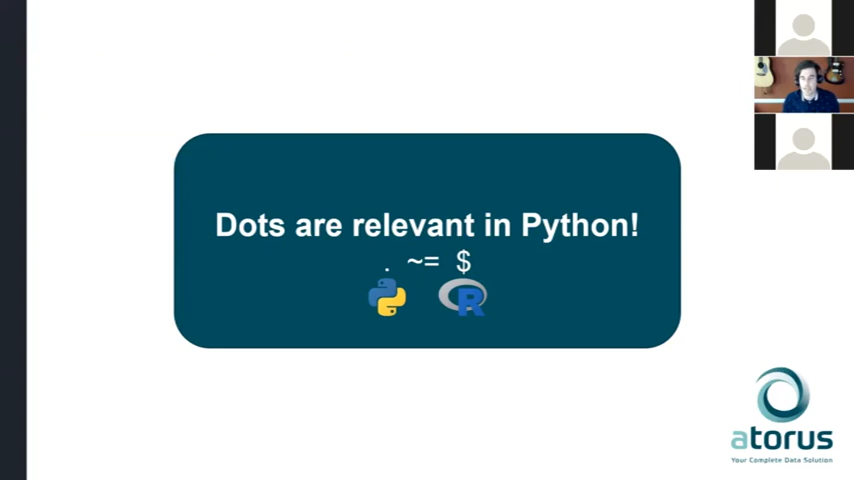 Dots are relevant in Python!
. ~= $
R
atorus
Your Complete Data Solution